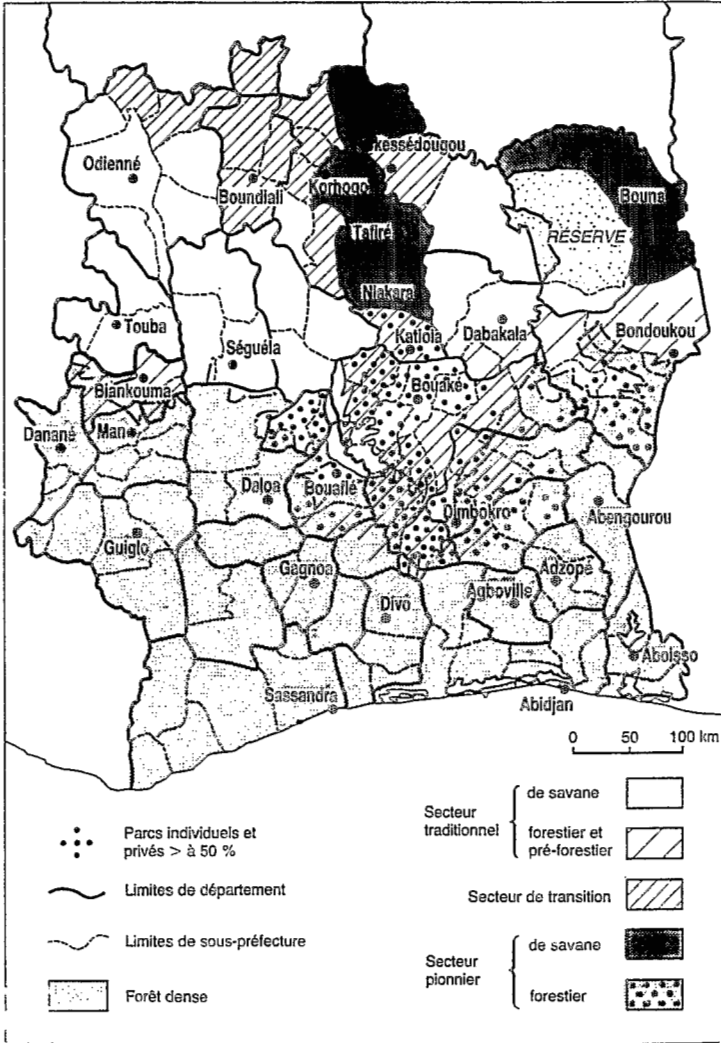 kessédougou
Odienné
Boundiali
Korhogo
Bouna
Tafiré
RÉSERVE
Niakara
Touba
Katiola
Dabakala
Bondoukou
Séguéla
Biankouma
Bouaké
Danané
Man
Daloa
Bouaflé
Dimbokro
Abengourou
Guiglo
Gagnoa
Adzopé
Divo
Agboville
Aboisso
Sassandra
Abidjan
0 50 100 km
Parcs individuels et
privés > à 50 %
Limites de département
Limites de sous-préfecture
Forêt dense
Secteur
traditionnel
de savane
forestier et
pré-forestier
Secteur de transition
Secteur
pionnier
de savane
forestier